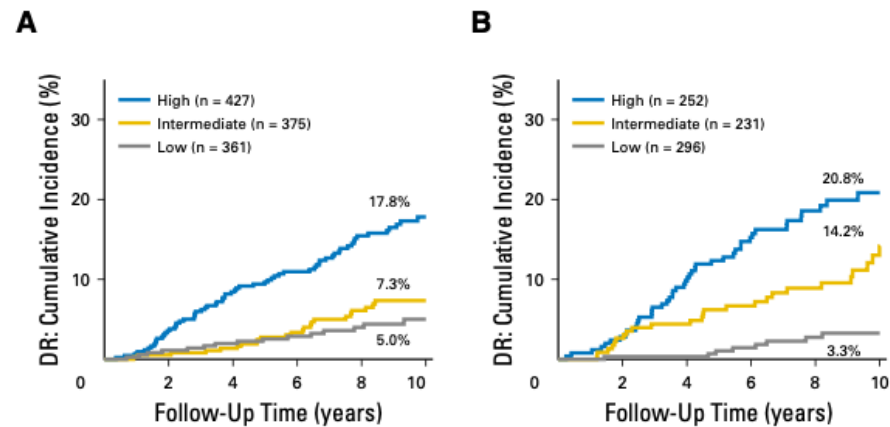 A
DR: Cumulative Incidence (%)
High (n = 427)
Intermediate (n = 375)
Low (n = 361)
30
20
10
17.8%
7.3%
5.0%
0 2 4 6 8 10
Follow-Up Time (years)
B
DR: Cumulative Incidence (%)
High (n = 252)
Intermediate (n = 231)
Low (n = 296)
30
20
10
20.8%
14.2%
3.3%
0 2 4 6 8 10
Follow-Up Time (years)